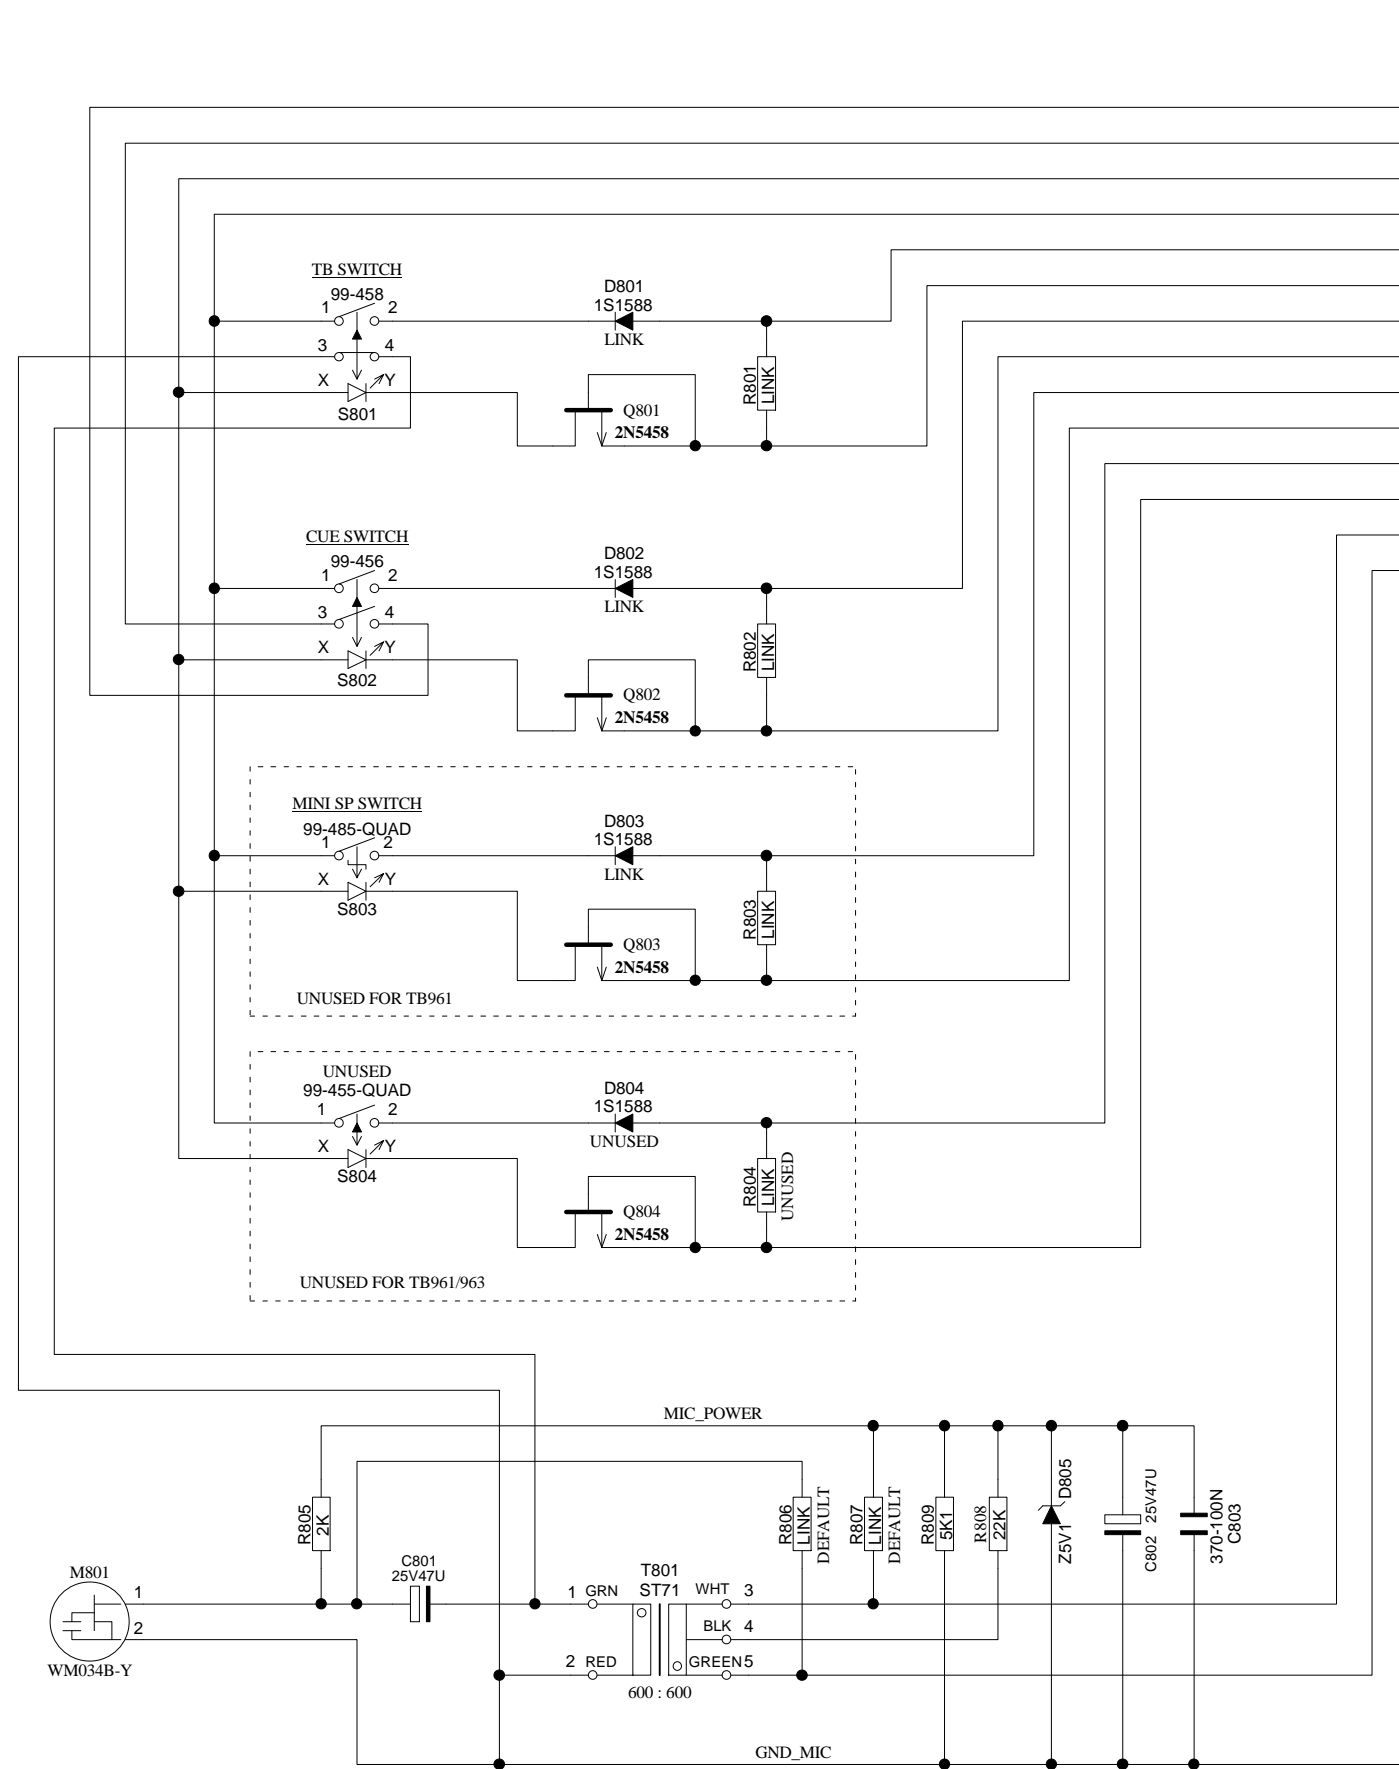 TB SWITCH
99-458
1 2
3 4
X Y
S801
D801
1S1588
LINK
R801
LINK
Q801
2N5458
CUE SWITCH
99-456
1 2
3 4
X Y
S802
D802
1S1588
LINK
R802
LINK
Q802
2N5458
MINI SP SWITCH
99-485-QUAD
1 2
X Y
S803
D803
1S1588
LINK
R803
LINK
Q803
2N5458
UNUSED FOR TB961
UNUSED
99-455-QUAD
1 2
X Y
S804
D804
1S1588
UNUSED
R804
LINK
UNUSED
Q804
2N5458
UNUSED FOR TB961/963
MIC_POWER
R805
2K
R806
LINK
DEFAULT
R807
LINK
DEFAULT
R809
5K1
R808
22K
Z5V1 D805
C802 25V47U
370-100N
C803
M801
1
2
WM034B-Y
C801
25V47U
T801
ST71
1 GRN
2 RED
WHT 3
BLK 4
GREEN 5
600 : 600
GND_MIC